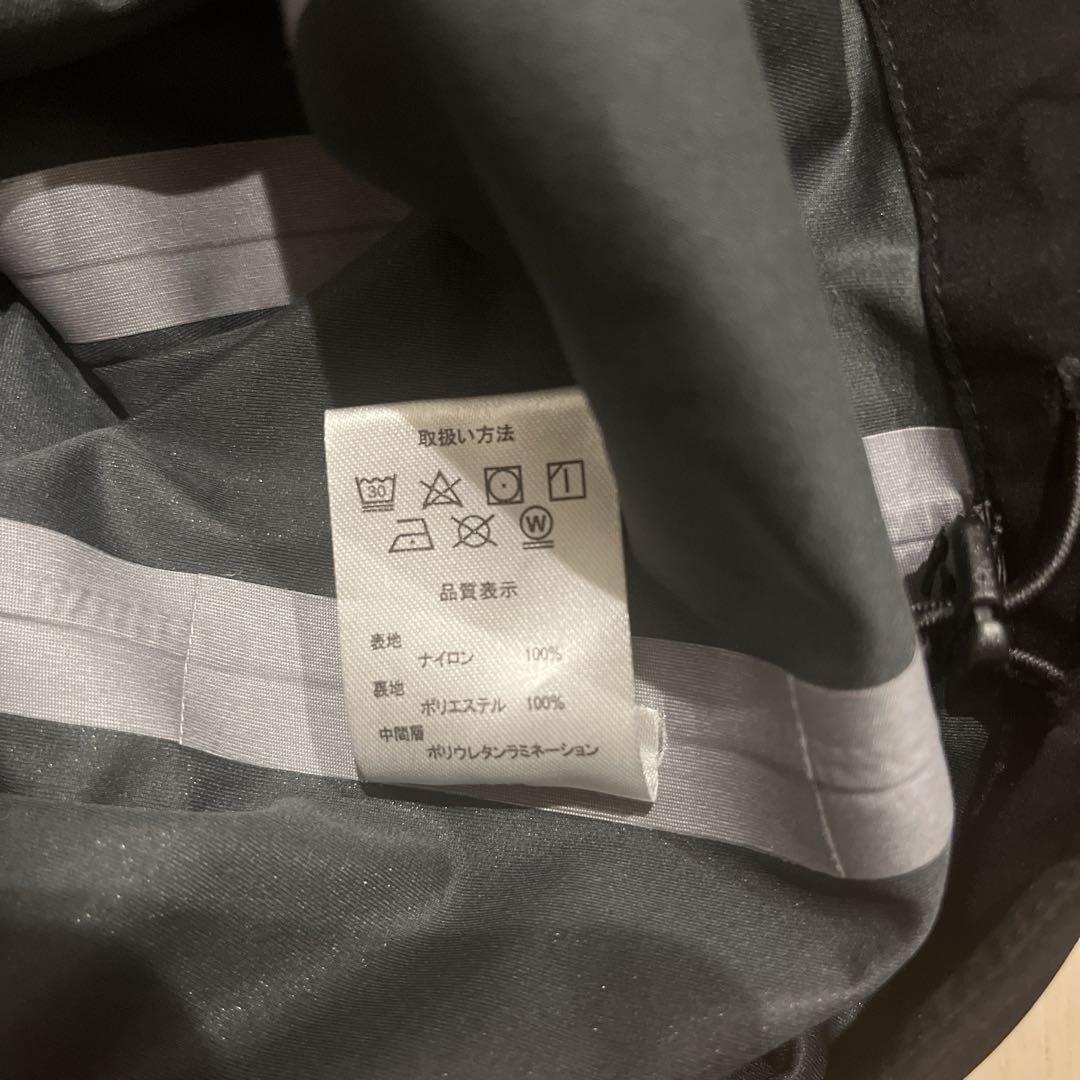 取扱い方法
30
W
品質表示
表地
ナイロン 100%
裏地
ポリエステル 100%
中間層
ポリウレタンラミネーション